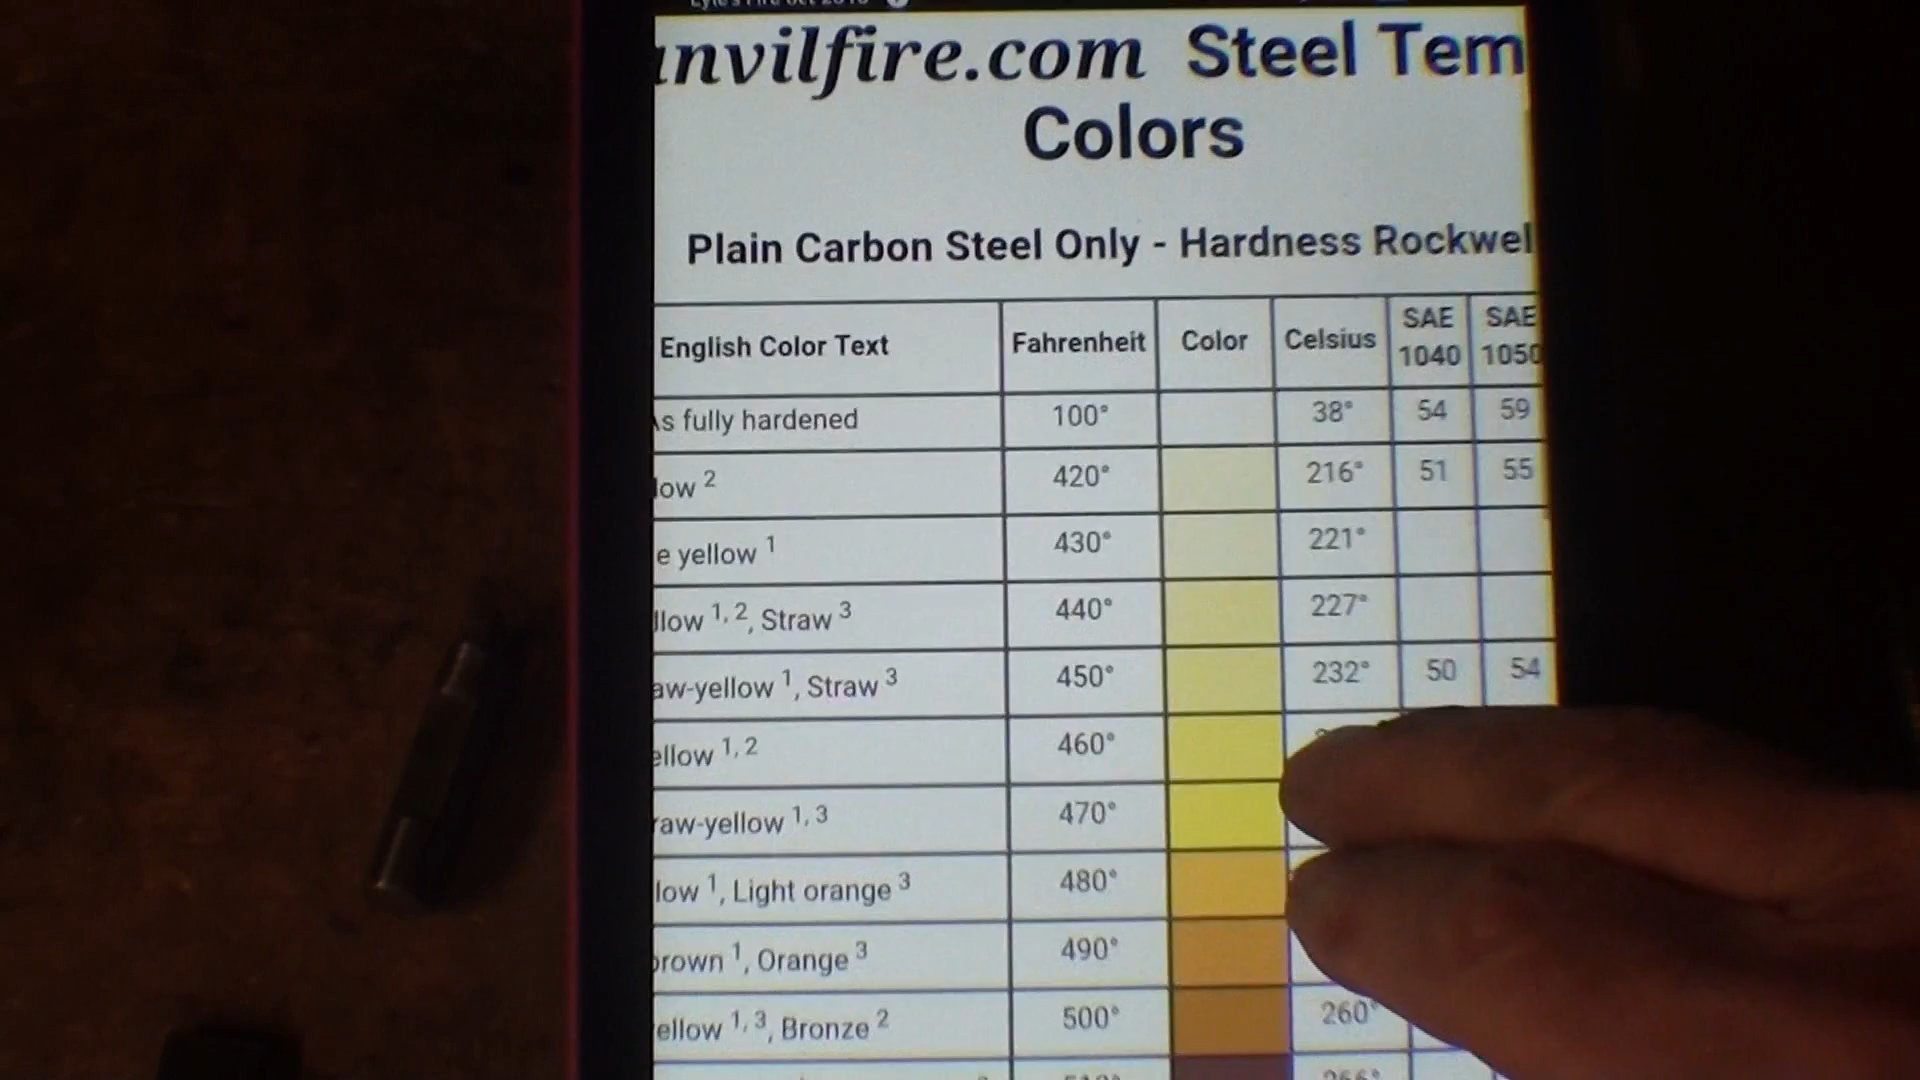 nvilfire.com Steel Tem
Colors
Plain Carbon Steel Only - Hardness Rockwel
English Color Text Fahrenheit Color Celsius SAE 1040 SAE 1050
As fully hardened 100° 38° 54 59
low 2 420° 216° 51 55
e yellow 1 430° 221°
llow 1, 2, Straw 3 440° 227°
aw-yellow 1, Straw 3 450° 232° 50 54
ellow 1, 2 460°
raw-yellow 1, 3 470°
low 1, Light orange 3 480°
brown 1, Orange 3 490°
ellow 1, 3, Bronze 2 500° 260°